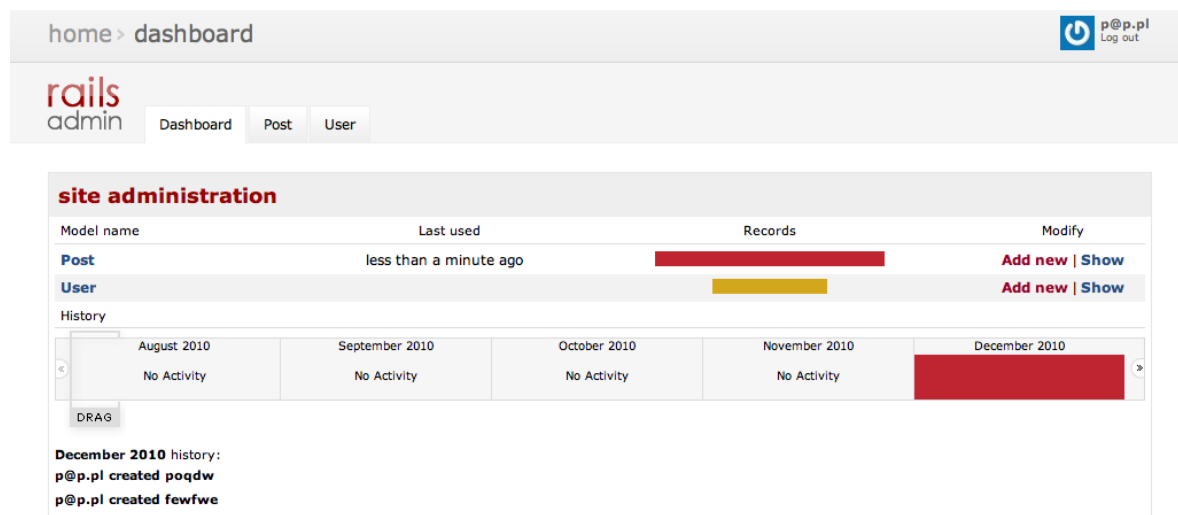 home › dashboard
p@p.pl
Log out
rails
admin
Dashboard Post User
site administration
Model name Last used Records Modify
Post less than a minute ago Add new | Show
User Add new | Show
History
August 2010 September 2010 October 2010 November 2010 December 2010
« No Activity No Activity No Activity No Activity »
DRAG
December 2010 history:
p@p.pl created poqdw
p@p.pl created fewfwe